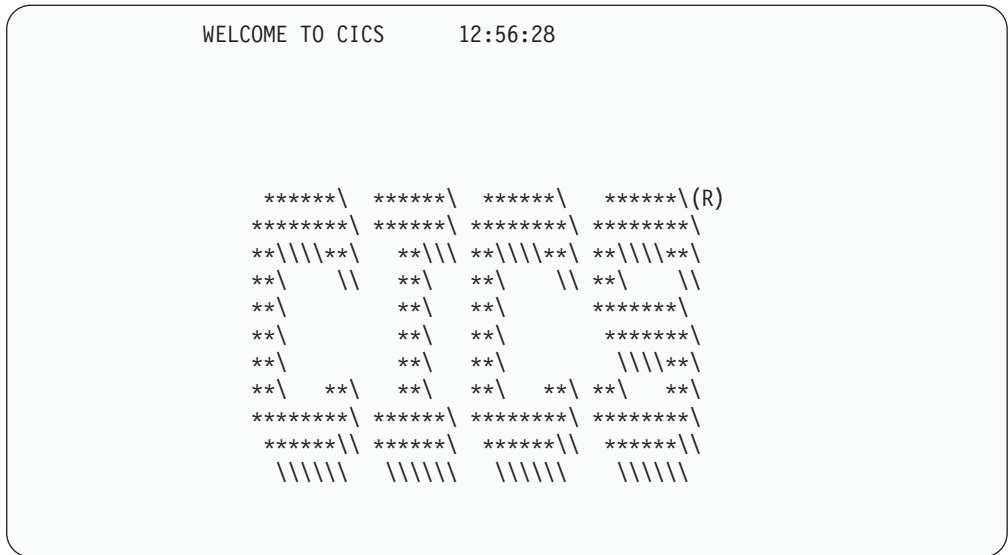 WELCOME TO CICS      12:56:28
 ******\  ******\  ******\   ******\(R)
********\ ******\ ********\ ********\
**\\\\**\   **\\\ **\\\\**\ **\\\\**\
**\    \\   **\   **\    \\ **\    \\
**\         **\   **\       *******\
**\         **\   **\        *******\
**\         **\   **\         \\\\**\
**\   **\   **\   **\   **\ **\   **\
********\ ******\ ********\ ********\
 ******\\ ******\  ******\\  ******\\
  \\\\\\   \\\\\\   \\\\\\    \\\\\\